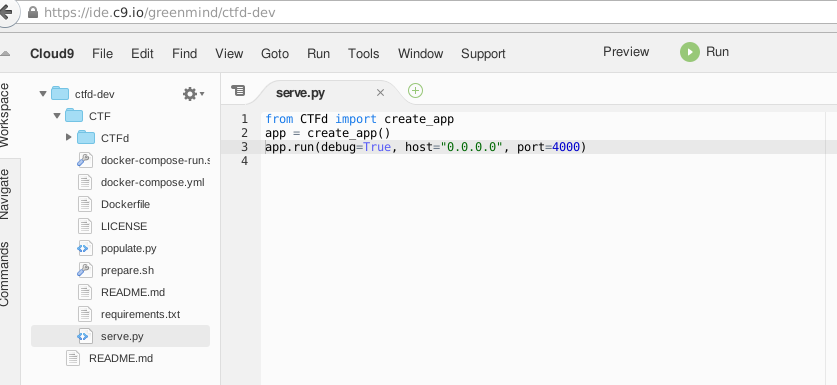 https://ide.c9.io/greenmind/ctfd-dev
Cloud9 File Edit Find View Goto Run Tools Window Support Preview Run
Workspace
Navigate
Commands
ctfd-dev
CTF
CTFd
docker-compose-run.s
docker-compose.yml
Dockerfile
LICENSE
populate.py
prepare.sh
README.md
requirements.txt
serve.py
README.md
serve.py ×
1 from CTFd import create_app
2 app = create_app()
3 app.run(debug=True, host="0.0.0.0", port=4000)
4